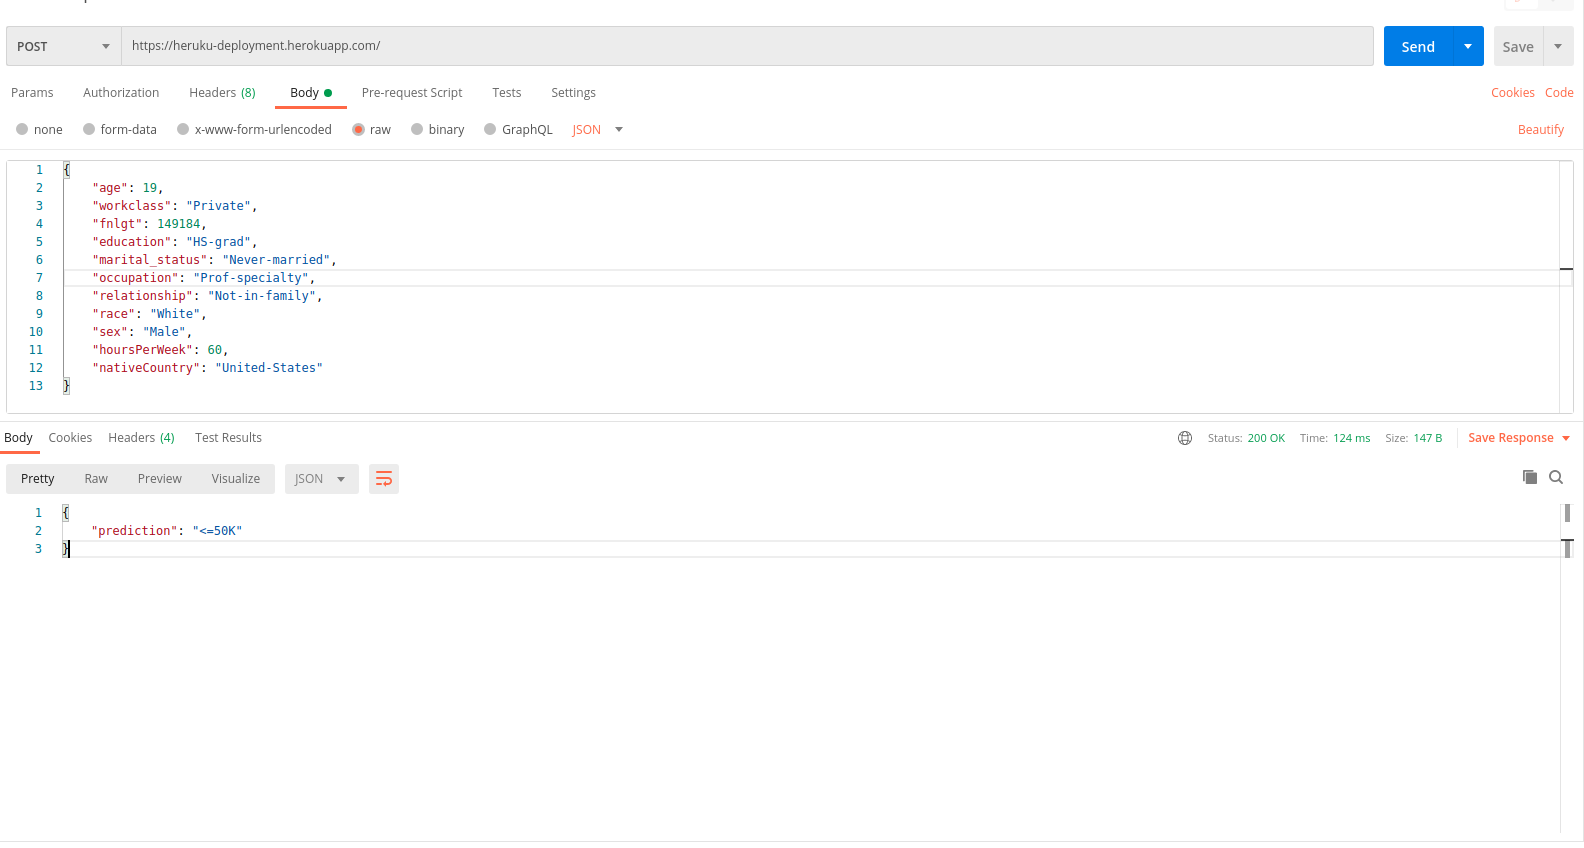 POST https://heruku-deployment.herokuapp.com/ Send Save
Params Authorization Headers (8) Body Pre-request Script Tests Settings Cookies Code
none form-data x-www-form-urlencoded raw binary GraphQL JSON Beautify
1 {
2 "age": 19,
3 "workclass": "Private",
4 "fnlgt": 149184,
5 "education": "HS-grad",
6 "marital_status": "Never-married",
7 "occupation": "Prof-specialty",
8 "relationship": "Not-in-family",
9 "race": "White",
10 "sex": "Male",
11 "hoursPerWeek": 60,
12 "nativeCountry": "United-States"
13 }
Body Cookies Headers (4) Test Results Status: 200 OK Time: 124 ms Size: 147 B Save Response
Pretty Raw Preview Visualize JSON
1 {
2 "prediction": "<=50K"
3 }